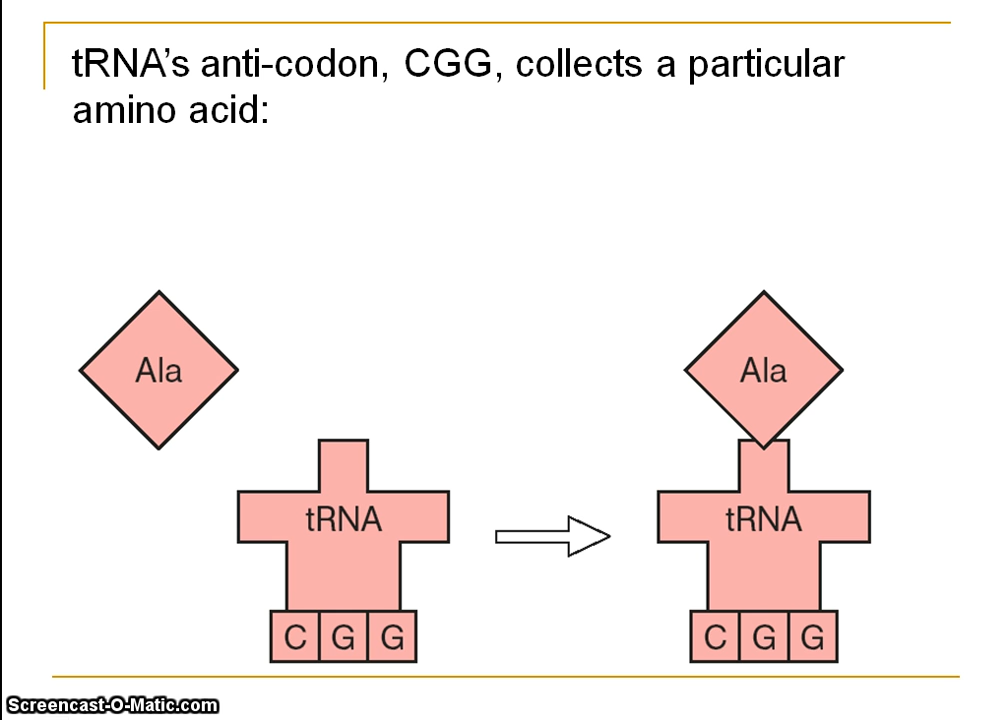 tRNA’s anti-codon, CGG, collects a particular
amino acid:
Ala
Ala
tRNA
tRNA
C G G
C G G
Screencast-O-Matic.com